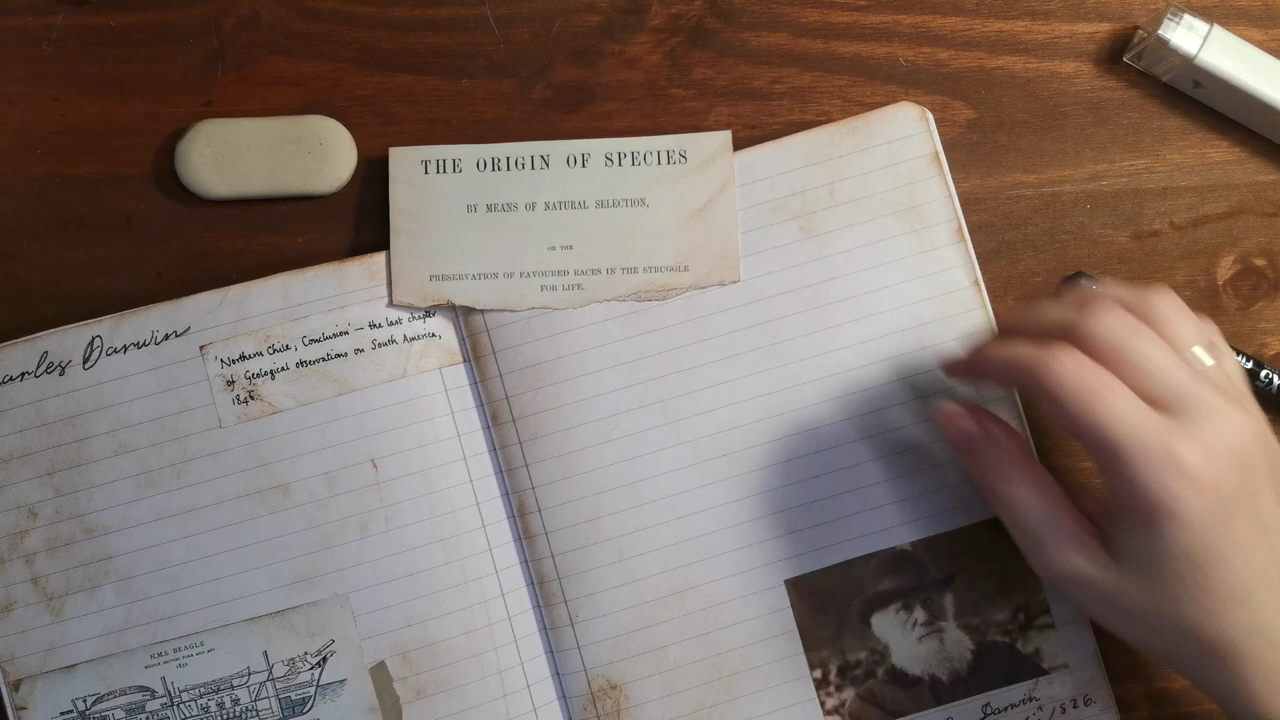 THE ORIGIN OF SPECIES
BY MEANS OF NATURAL SELECTION,
OR THE
PRESERVATION OF FAVOURED RACES IN THE STRUGGLE
FOR LIFE.
arles Darwin
'Northern Chile, Conclusion' – the last chapter
of Geological observations on South America,
1846.
H.M.S. BEAGLE
1832
Darwin
1826.